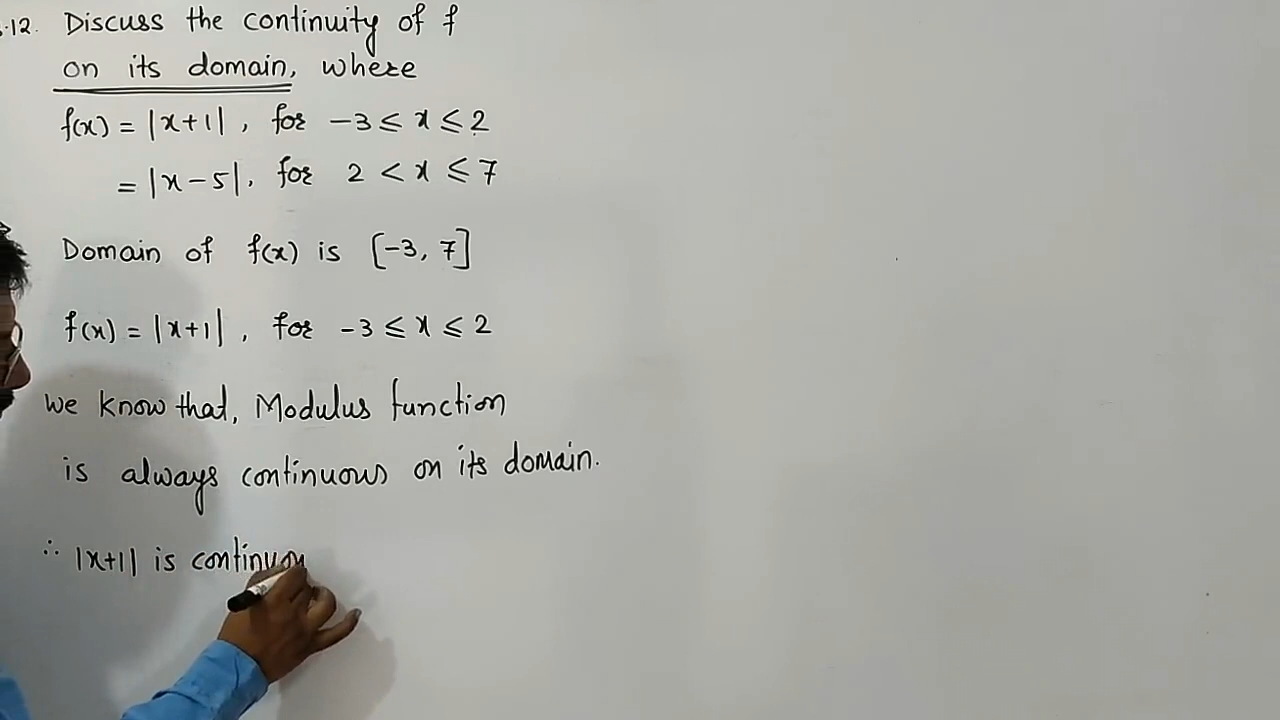 .12. Discuss the continuity of f
on its domain, where
f(x) = |x+1|, for -3 ≤ x ≤ 2
= |x-5|, for 2 < x ≤ 7
Domain of f(x) is [-3, 7]
f(x) = |x+1|, for -3 ≤ x ≤ 2
we know that, Modulus function
is always continuous on its domain.
∴ |x+1| is continuou